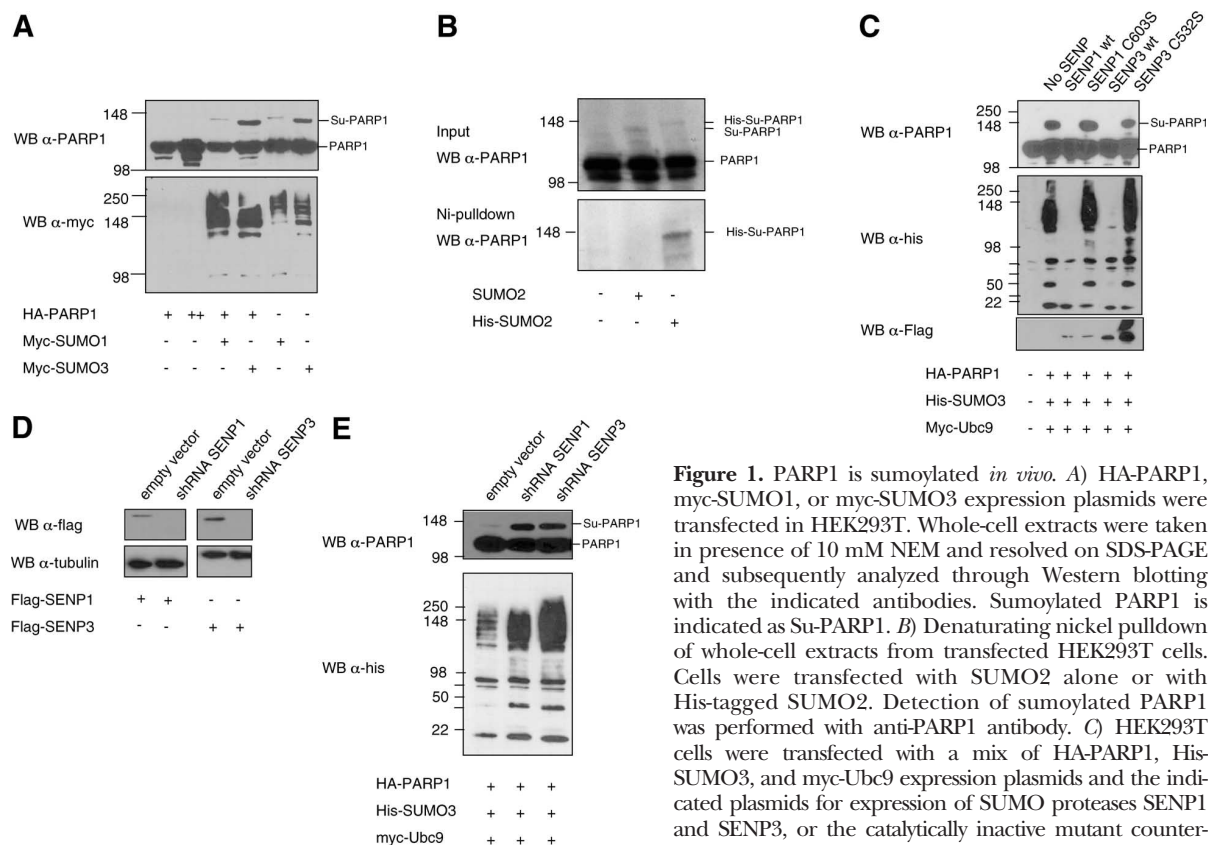 A
148
Su-PARP1
WB α-PARP1
PARP1
98
250
148
WB α-myc
98
HA-PARP1 + ++ + + - -
Myc-SUMO1 - - + - + -
Myc-SUMO3 - - - + - +
B
Input
WB α-PARP1
148
His-Su-PARP1
Su-PARP1
PARP1
98
Ni-pulldown
WB α-PARP1
148
His-Su-PARP1
SUMO2 - + -
His-SUMO2 - - +
C
No SENP
SENP1 wt
SENP1 C603S
SENP3 wt
SENP3 C532S
250
148
Su-PARP1
WB α-PARP1
PARP1
98
250
148
WB α-his
98
50
22
WB α-Flag
HA-PARP1 - + + + + +
His-SUMO3 - + + + + +
Myc-Ubc9 - + + + + +
D
empty vector
shRNA SENP1
empty vector
shRNA SENP3
WB α-flag
WB α-tubulin
Flag-SENP1 + + - -
Flag-SENP3 - - + +
E
empty vector
shRNA SENP1
shRNA SENP3
148
Su-PARP1
WB α-PARP1
PARP1
98
250
148
WB α-his
98
50
22
HA-PARP1 + + +
His-SUMO3 + + +
myc-Ubc9 + + +
Figure 1. PARP1 is sumoylated in vivo. A) HA-PARP1,
myc-SUMO1, or myc-SUMO3 expression plasmids were
transfected in HEK293T. Whole-cell extracts were taken
in presence of 10 mM NEM and resolved on SDS-PAGE
and subsequently analyzed through Western blotting
with the indicated antibodies. Sumoylated PARP1 is
indicated as Su-PARP1. B) Denaturating nickel pulldown
of whole-cell extracts from transfected HEK293T cells.
Cells were transfected with SUMO2 alone or with
His-tagged SUMO2. Detection of sumoylated PARP1
was performed with anti-PARP1 antibody. C) HEK293T
cells were transfected with a mix of HA-PARP1, His-
SUMO3, and myc-Ubc9 expression plasmids and the indi-
cated plasmids for expression of SUMO proteases SENP1
and SENP3, or the catalytically inactive mutant counter-